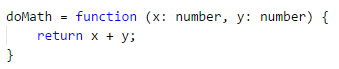 doMath = function (x: number, y: number) {
    return x + y;
}